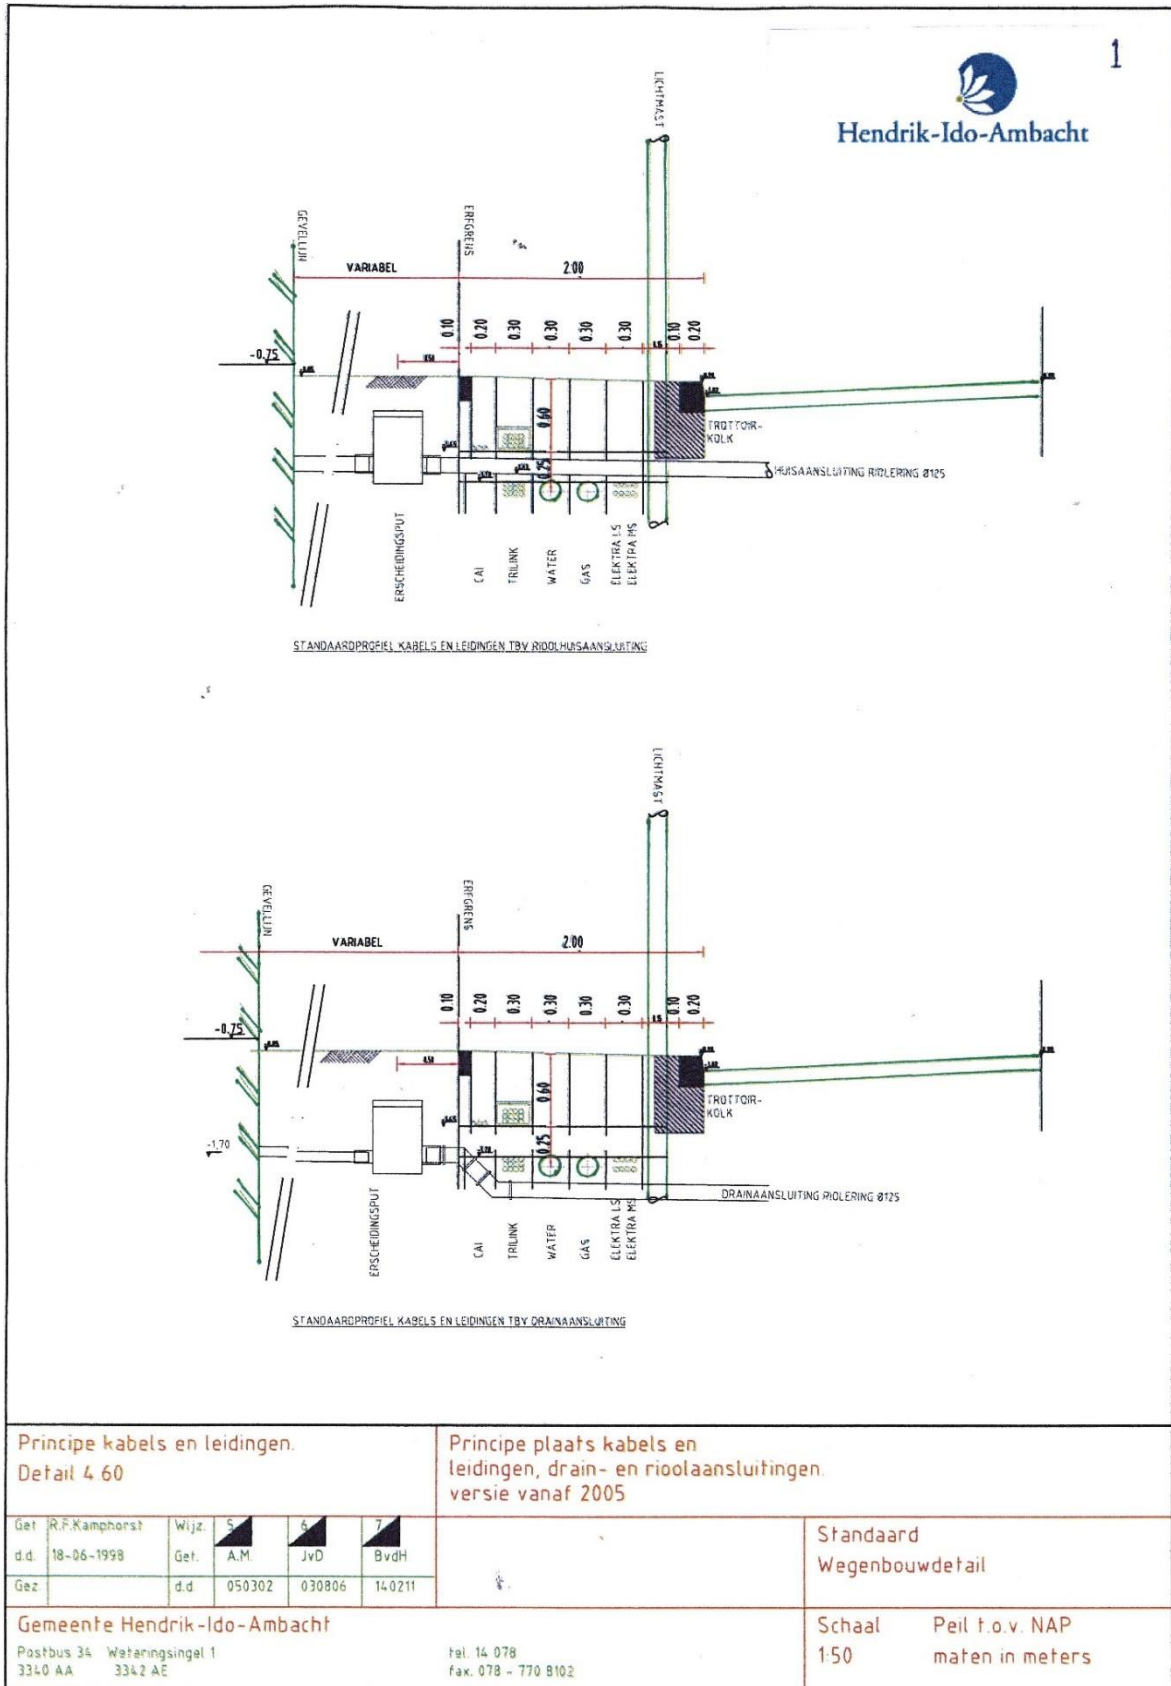 1
Hendrik-Ido-Ambacht
LICHTMAST
GEVELLIJN
ERFGRENS
VARIABEL
2.00
0.10
0.20
0.30
0.30
0.30
0.30
0.10
0.20
-0.75
0.60
0.25
TROTTOIR-
KOLK
HUISAANSLUITING RIOLERING Ø125
ERSCHEIDINGSPUT
CAI
TRILINK
WATER
GAS
ELEKTRA LS
ELEKTRA MS
STANDAARDPROFIEL KABELS EN LEIDINGEN TBV RIOOLHUISAANSLUITING
LICHTMAST
GEVELLIJN
ERFGRENS
VARIABEL
2.00
0.10
0.20
0.30
0.30
0.30
0.30
0.10
0.20
-0.75
0.60
0.25
TROTTOIR-
KOLK
-1.70
DRAINAANSLUITING RIOLERING Ø125
ERSCHEIDINGSPUT
CAI
TRILINK
WATER
GAS
ELEKTRA LS
ELEKTRA MS
STANDAARDPROFIEL KABELS EN LEIDINGEN TBV DRAINAANSLUITING
Principe kabels en leidingen.
Detail 4.60
Principe plaats kabels en
leidingen, drain- en rioolaansluitingen.
versie vanaf 2005
Get R.F.Kamphorst Wijz. 5 6 7
d.d. 18-06-1998 Get. A.M. JvD BvdH
Gez. d.d 050302 030806 140211
Standaard
Wegenbouwdetail
Gemeente Hendrik-Ido-Ambacht
Postbus 34 Weteringsingel 1
3340 AA 3342 AE
tel. 14 078
fax. 078 - 770 8102
Schaal Peil t.o.v. NAP
1:50 maten in meters